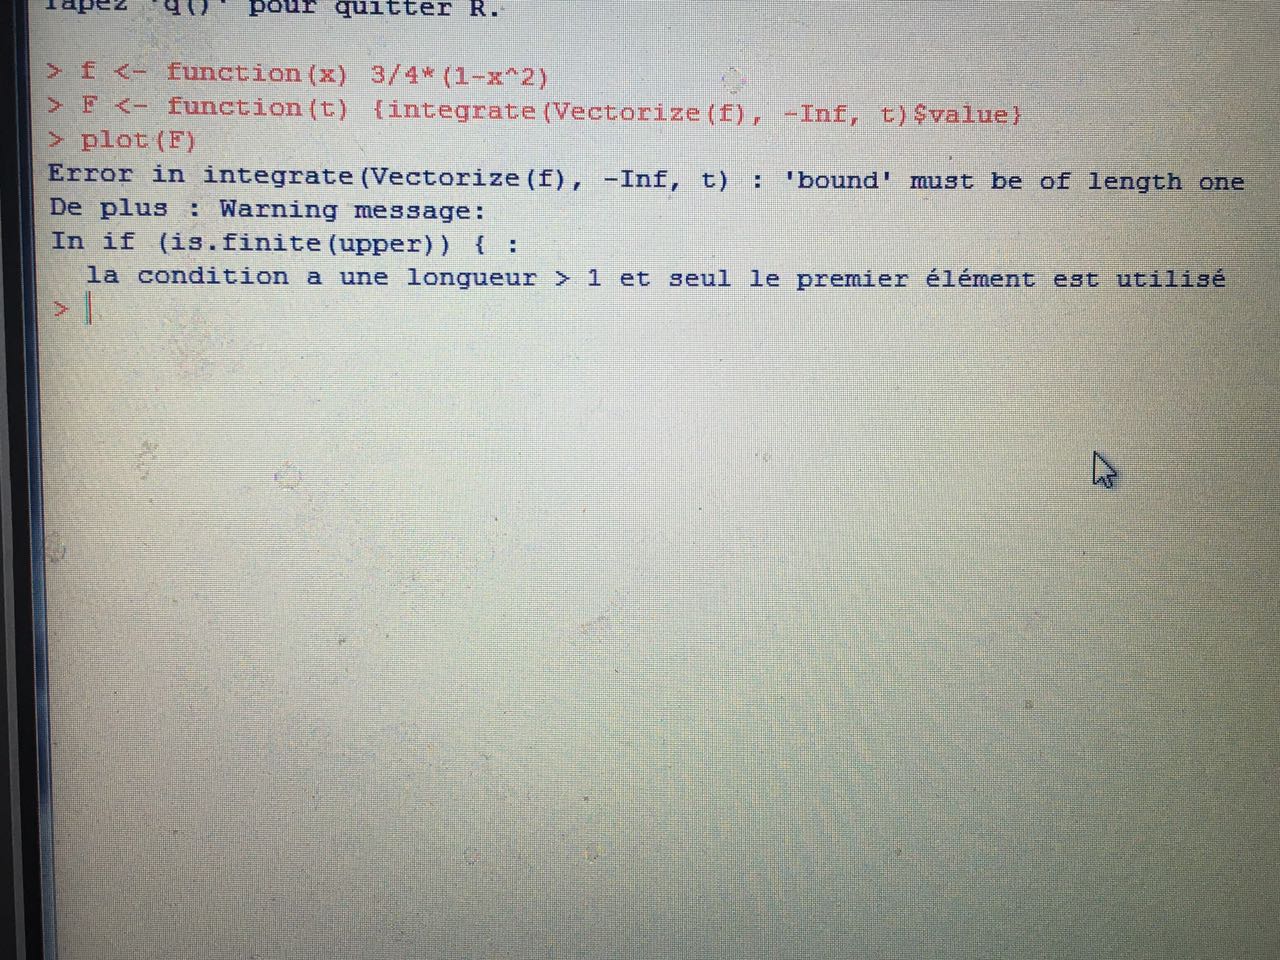 Tapez 'q()' pour quitter R.
> f <- function(x) 3/4*(1-x^2)
> F <- function(t) {integrate(Vectorize(f), -Inf, t)$value}
> plot(F)
Error in integrate(Vectorize(f), -Inf, t) : 'bound' must be of length one
De plus : Warning message:
In if (is.finite(upper)) { :
  la condition a une longueur > 1 et seul le premier élément est utilisé
>